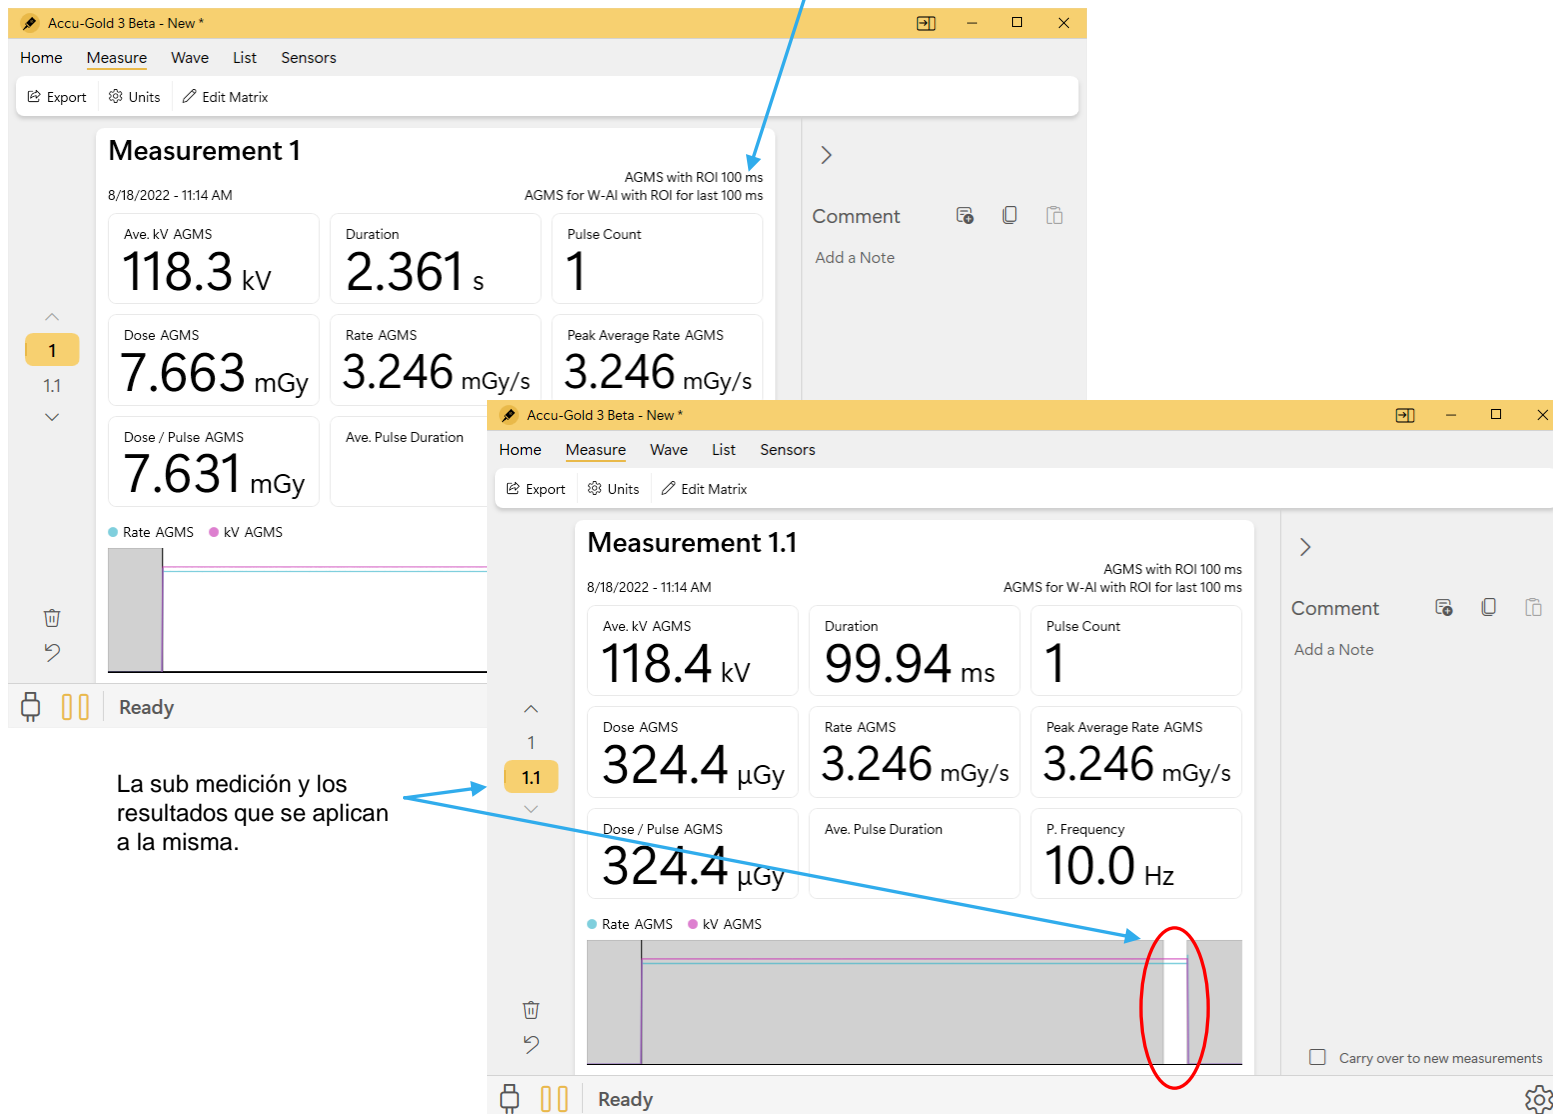 Accu-Gold 3 Beta - New *
Home Measure Wave List Sensors
Export Units Edit Matrix
Measurement 1
AGMS with ROI 100 ms
8/18/2022 - 11:14 AM
AGMS for W-AI with ROI for last 100 ms
Comment
Add a Note
Ave. kV AGMS
118.3 kV
Duration
2.361 s
Pulse Count
1
1
1.1
Dose AGMS
7.663 mGy
Rate AGMS
3.246 mGy/s
Peak Average Rate AGMS
3.246 mGy/s
Dose / Pulse AGMS
7.631 mGy
Ave. Pulse Duration
Rate AGMS kV AGMS
Ready
La sub medición y los
resultados que se aplican
a la misma.
Accu-Gold 3 Beta - New *
Home Measure Wave List Sensors
Export Units Edit Matrix
Measurement 1.1
AGMS with ROI 100 ms
8/18/2022 - 11:14 AM
AGMS for W-AI with ROI for last 100 ms
Comment
Add a Note
Ave. kV AGMS
118.4 kV
Duration
99.94 ms
Pulse Count
1
1
1.1
Dose AGMS
324.4 µGy
Rate AGMS
3.246 mGy/s
Peak Average Rate AGMS
3.246 mGy/s
Dose / Pulse AGMS
324.4 µGy
Ave. Pulse Duration
P. Frequency
10.0 Hz
Rate AGMS kV AGMS
Carry over to new measurements
Ready